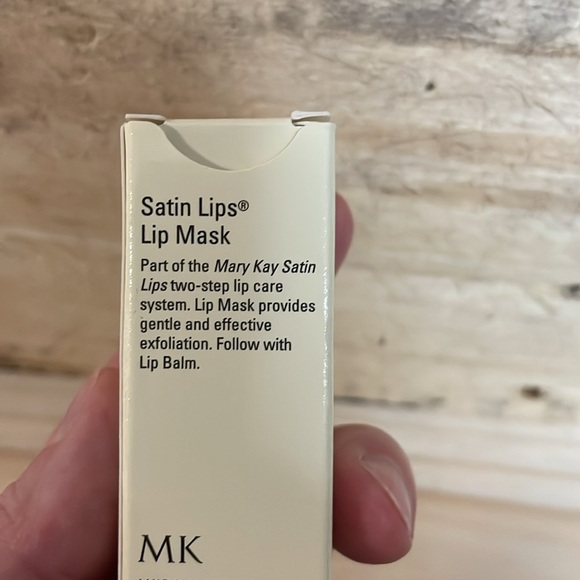 Satin Lips®
Lip Mask
Part of the Mary Kay Satin
Lips two-step lip care
system. Lip Mask provides
gentle and effective
exfoliation. Follow with
Lip Balm.
MK